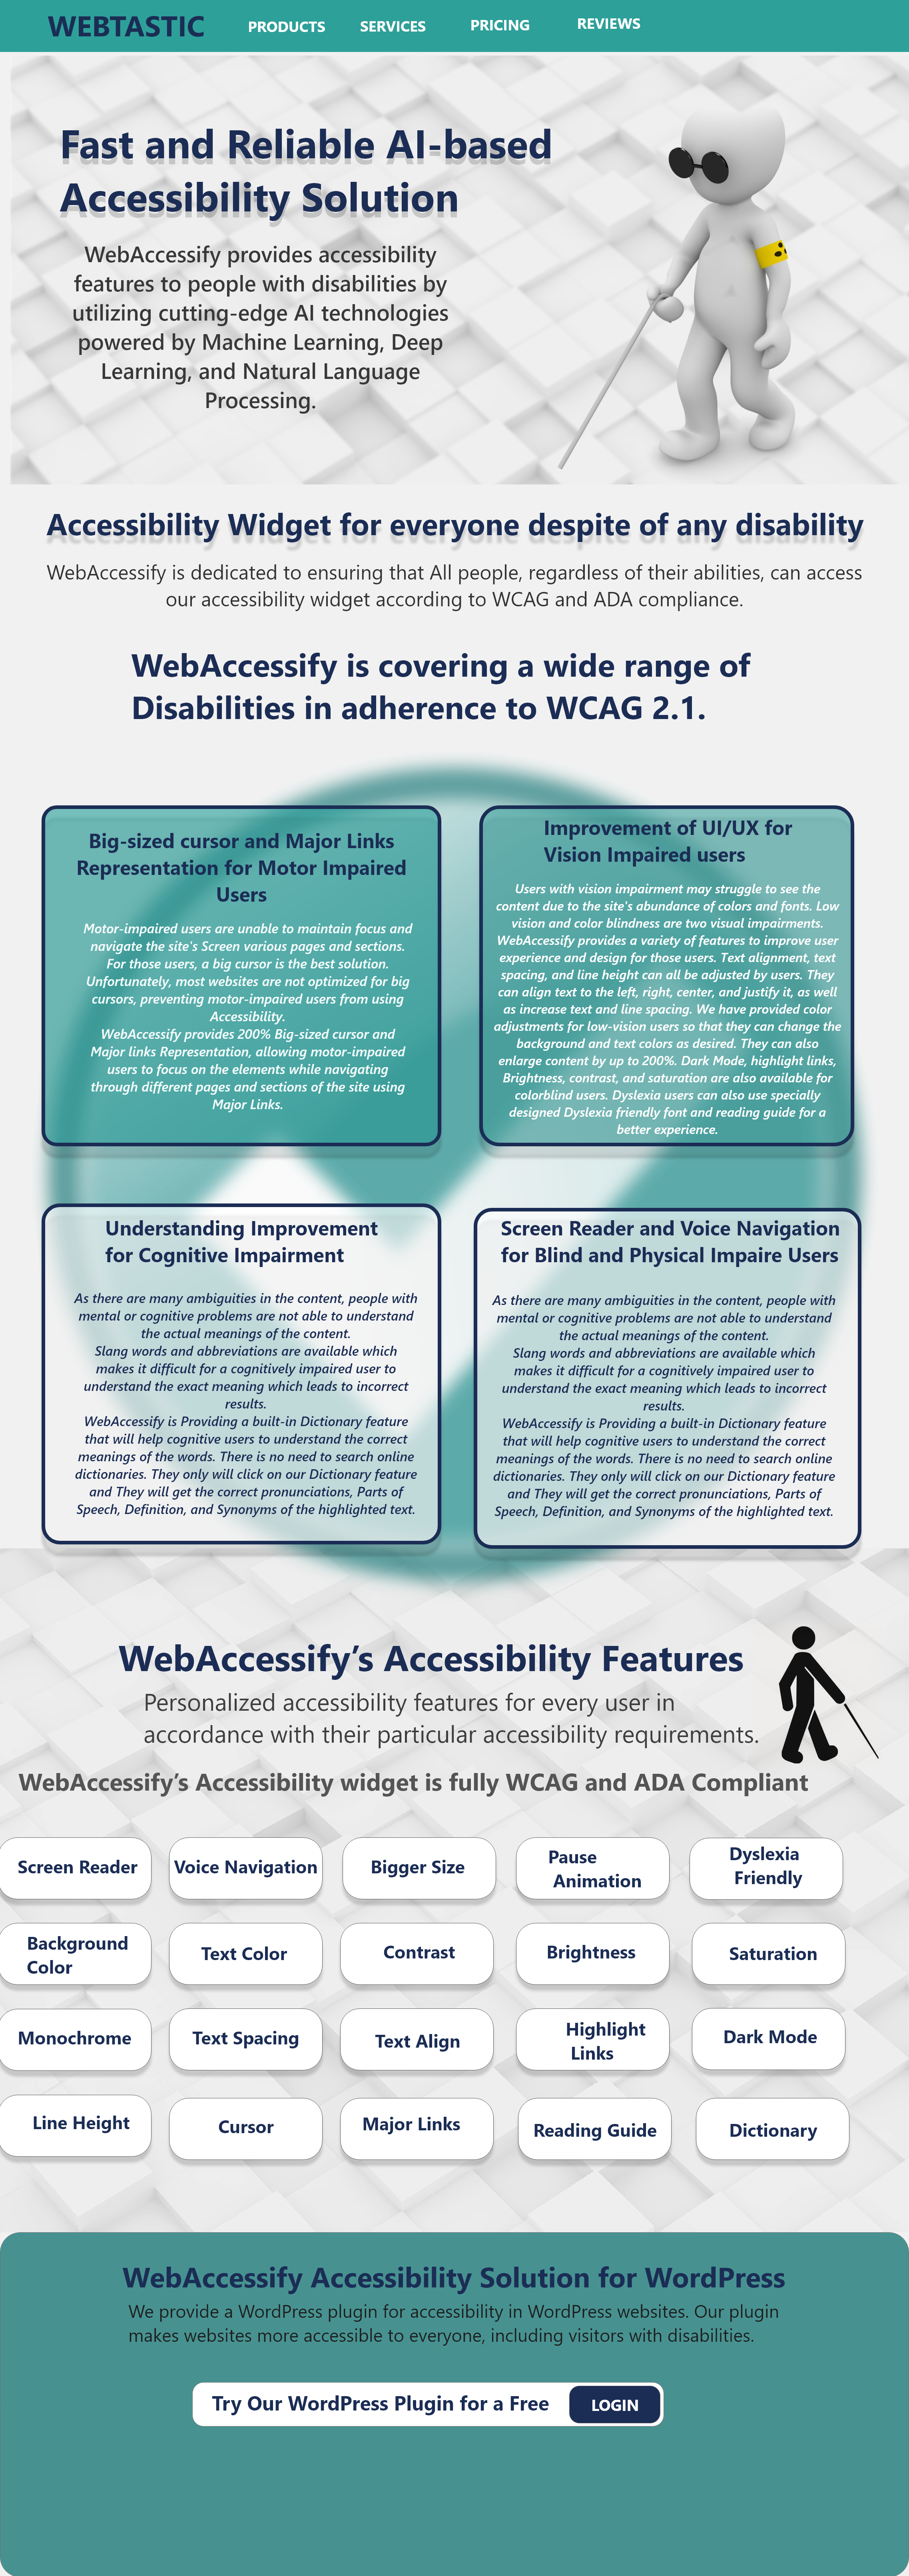 WEBTASTIC PRODUCTS SERVICES PRICING REVIEWS
Fast and Reliable AI-based
Accessibility Solution
WebAccessify provides accessibility
features to people with disabilities by
utilizing cutting-edge AI technologies
powered by Machine Learning, Deep
Learning, and Natural Language
Processing.
Accessibility Widget for everyone despite of any disability
WebAccessify is dedicated to ensuring that All people, regardless of their abilities, can access
our accessibility widget according to WCAG and ADA compliance.
WebAccessify is covering a wide range of
Disabilities in adherence to WCAG 2.1.
Big-sized cursor and Major Links
Representation for Motor Impaired
Users
Motor-impaired users are unable to maintain focus and
navigate the site's Screen various pages and sections.
For those users, a big cursor is the best solution.
Unfortunately, most websites are not optimized for big
cursors, preventing motor-impaired users from using
Accessibility.
WebAccessify provides 200% Big-sized cursor and
Major links Representation, allowing motor-impaired
users to focus on the elements while navigating
through different pages and sections of the site using
Major Links.
Improvement of UI/UX for
Vision Impaired users
Users with vision impairment may struggle to see the
content due to the site's abundance of colors and fonts. Low
vision and color blindness are two visual impairments.
WebAccessify provides a variety of features to improve user
experience and design for those users. Text alignment, text
spacing, and line height can all be adjusted by users. They
can align text to the left, right, center, and justify it, as well
as increase text and line spacing. We have provided color
adjustments for low-vision users so that they can change the
background and text colors as desired. They can also
enlarge content by up to 200%. Dark Mode, highlight links,
Brightness, contrast, and saturation are also available for
colorblind users. Dyslexia users can also use specially
designed Dyslexia friendly font and reading guide for a
better experience.
Understanding Improvement
for Cognitive Impairment
As there are many ambiguities in the content, people with
mental or cognitive problems are not able to understand
the actual meanings of the content.
Slang words and abbreviations are available which
makes it difficult for a cognitively impaired user to
understand the exact meaning which leads to incorrect
results.
WebAccessify is Providing a built-in Dictionary feature
that will help cognitive users to understand the correct
meanings of the words. There is no need to search online
dictionaries. They only will click on our Dictionary feature
and They will get the correct pronunciations, Parts of
Speech, Definition, and Synonyms of the highlighted text.
Screen Reader and Voice Navigation
for Blind and Physical Impaire Users
As there are many ambiguities in the content, people with
mental or cognitive problems are not able to understand
the actual meanings of the content.
Slang words and abbreviations are available which
makes it difficult for a cognitively impaired user to
understand the exact meaning which leads to incorrect
results.
WebAccessify is Providing a built-in Dictionary feature
that will help cognitive users to understand the correct
meanings of the words. There is no need to search online
dictionaries. They only will click on our Dictionary feature
and They will get the correct pronunciations, Parts of
Speech, Definition, and Synonyms of the highlighted text.
WebAccessify’s Accessibility Features
Personalized accessibility features for every user in
accordance with their particular accessibility requirements.
WebAccessify’s Accessibility widget is fully WCAG and ADA Compliant
Screen Reader
Voice Navigation
Bigger Size
Pause
Animation
Dyslexia
Friendly
Background
Color
Text Color
Contrast
Brightness
Saturation
Monochrome
Text Spacing
Text Align
Highlight
Links
Dark Mode
Line Height
Cursor
Major Links
Reading Guide
Dictionary
WebAccessify Accessibility Solution for WordPress
We provide a WordPress plugin for accessibility in WordPress websites. Our plugin
makes websites more accessible to everyone, including visitors with disabilities.
Try Our WordPress Plugin for a Free LOGIN